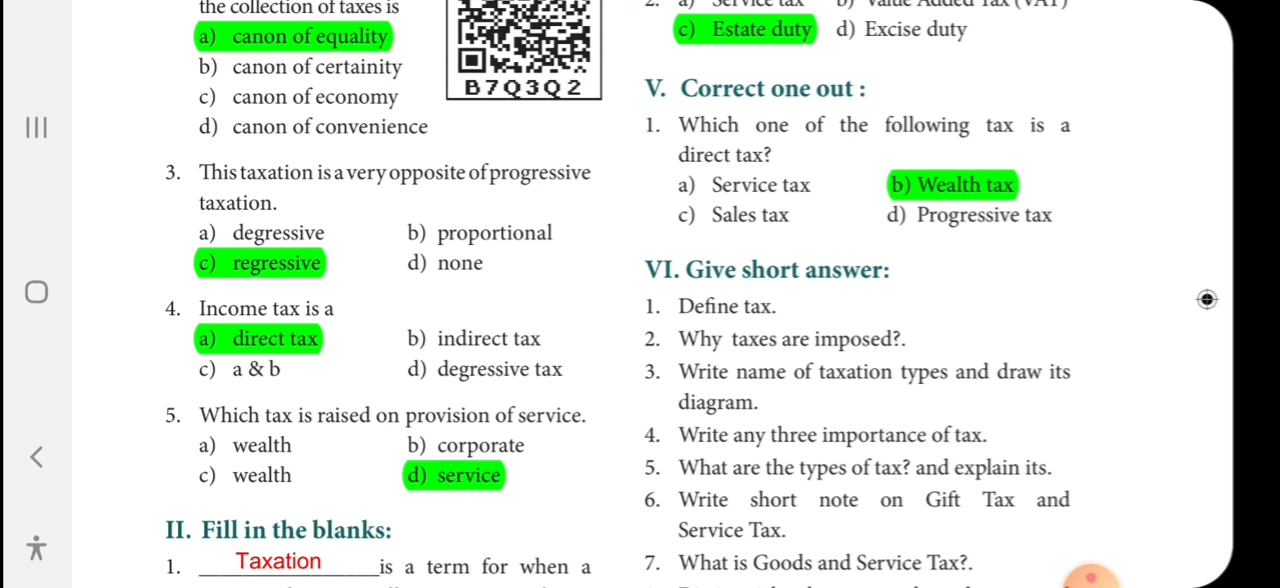 the collection of taxes is
a) canon of equality
b) canon of certainity
c) canon of economy
d) canon of convenience
B7Q3Q2
3. This taxation is a very opposite of progressive
taxation.
a) degressive b) proportional
c) regressive d) none
4. Income tax is a
a) direct tax b) indirect tax
c) a & b d) degressive tax
5. Which tax is raised on provision of service.
a) wealth b) corporate
c) wealth d) service
II. Fill in the blanks:
1. Taxation is a term for when a
2. a) Service tax b) Value Added Tax (VAT)
c) Estate duty d) Excise duty
V. Correct one out :
1. Which one of the following tax is a
direct tax?
a) Service tax b) Wealth tax
c) Sales tax d) Progressive tax
VI. Give short answer:
1. Define tax.
2. Why taxes are imposed?.
3. Write name of taxation types and draw its
diagram.
4. Write any three importance of tax.
5. What are the types of tax? and explain its.
6. Write short note on Gift Tax and
Service Tax.
7. What is Goods and Service Tax?.